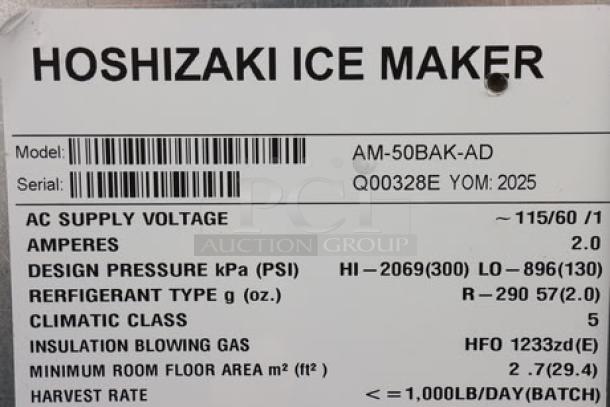 HOSHIZAKI ICE MAKER
Model: AM-50BAK-AD
Serial: Q00328E YOM: 2025
PCI
AUCTION GROUP
AC SUPPLY VOLTAGE ~ 115/60 /1
AMPERES 2.0
DESIGN PRESSURE kPa (PSI) HI-2069(300) LO-896(130)
RERFIGERANT TYPE g (oz.) R-290 57(2.0)
CLIMATIC CLASS 5
INSULATION BLOWING GAS HFO 1233zd(E)
MINIMUM ROOM FLOOR AREA m² (ft² ) 2 .7(29.4)
HARVEST RATE <=1,000LB/DAY(BATCH)